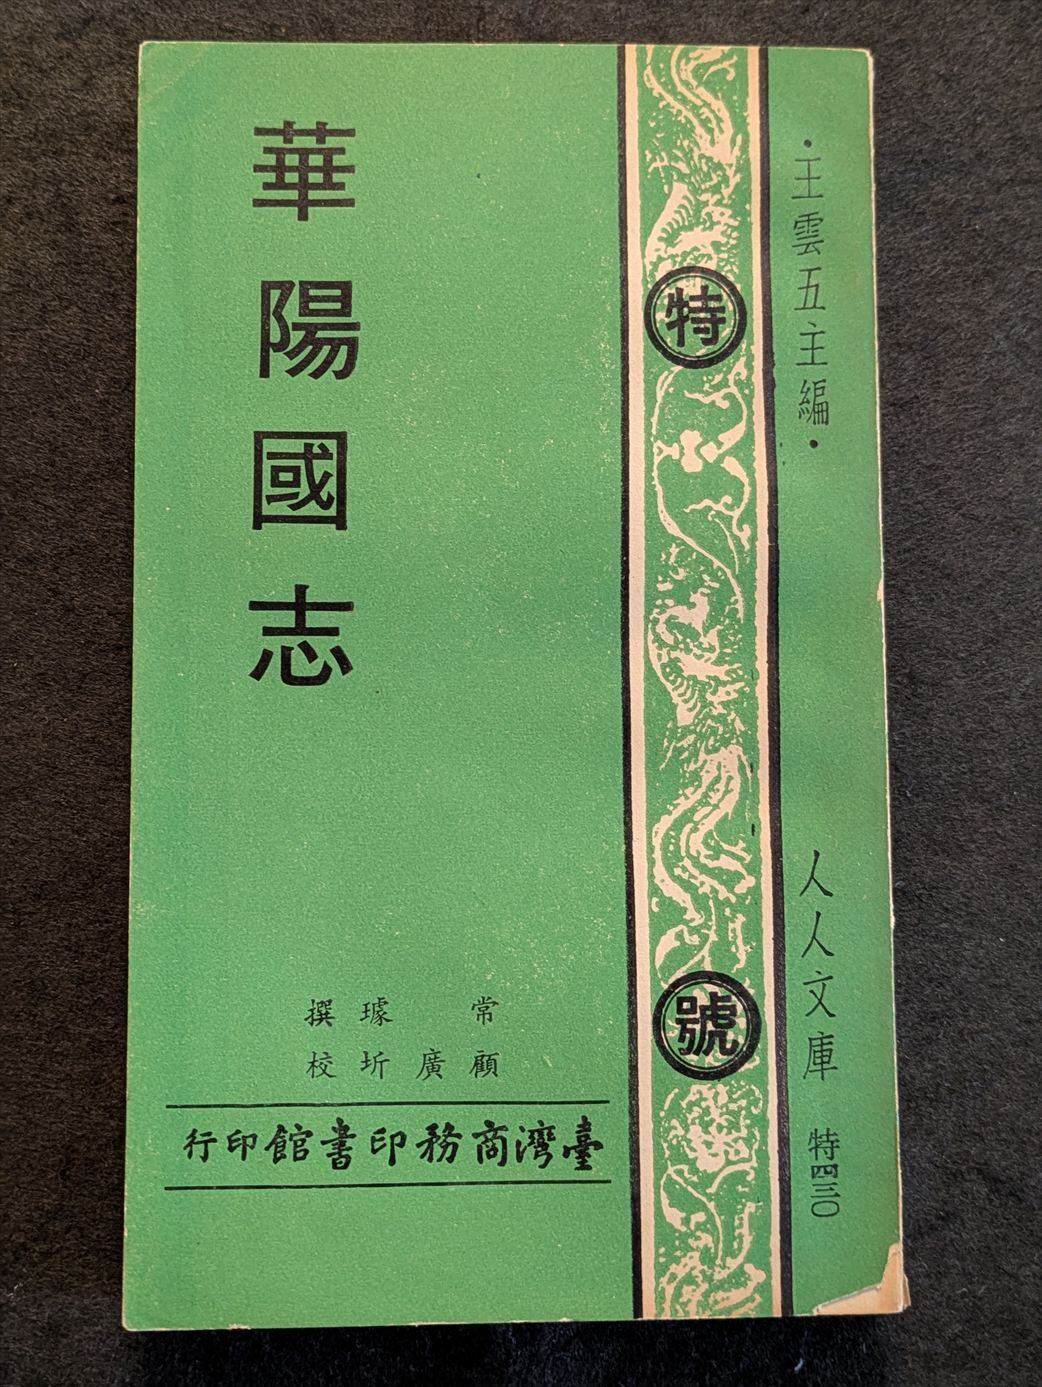 ·王雲五主編·
人人文庫 特四三〇
特
號
華陽國志
常璩撰
顧廣圻校
臺灣商務印書館印行